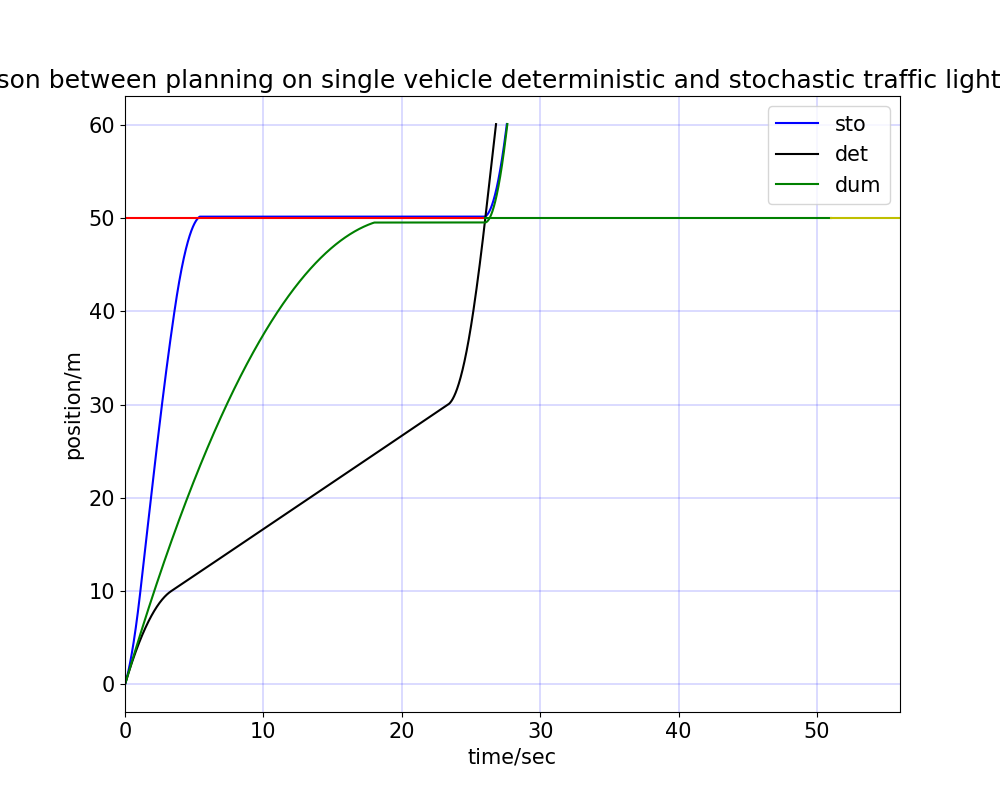 son between planning on single vehicle deterministic and stochastic traffic light
sto
det
dum
60
50
40
30
20
10
0
position/m
0 10 20 30 40 50
time/sec